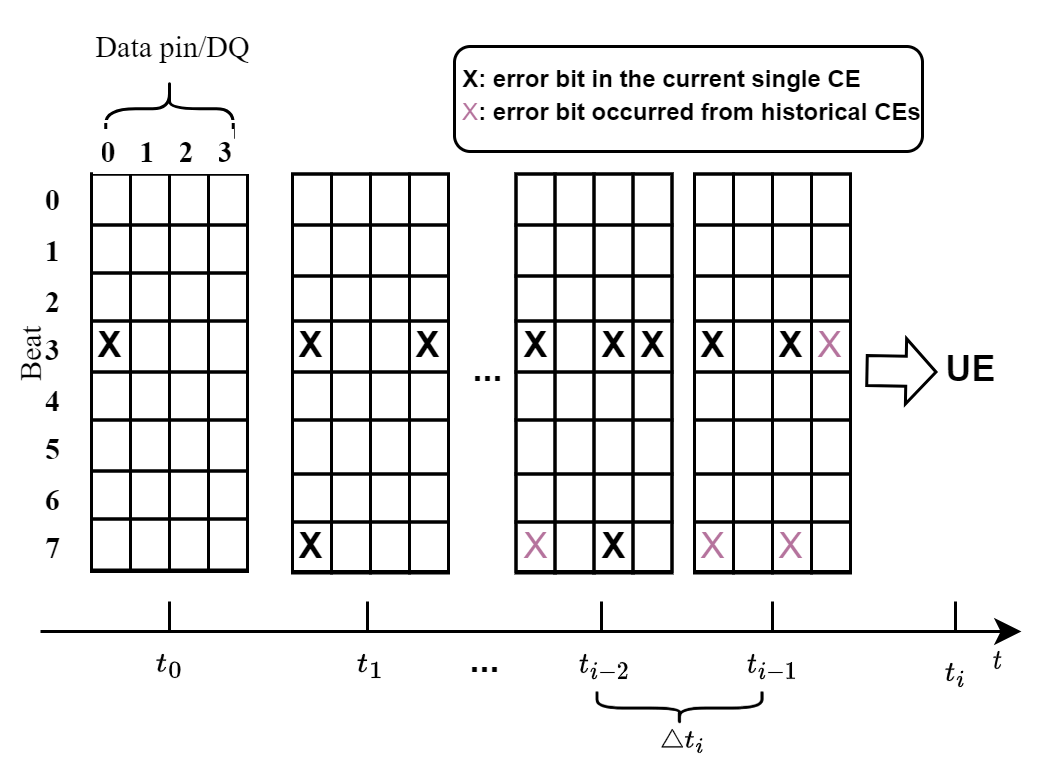 Data pin/DQ
X: error bit in the current single CE
X: error bit occurred from historical CEs
0 1 2 3
0
1
2
Beat
3 X X X X X X X X X
4
...
UE
5
6
7 X X X X X
t₀ t₁ ... tᵢ₋₂ tᵢ₋₁ tᵢ t
△tᵢ